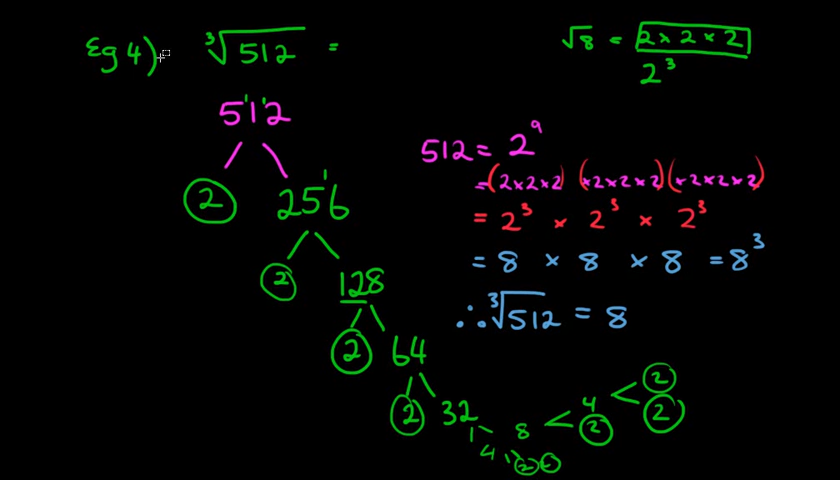 Eg 4) ∛512 =
√8 = 2 × 2 × 2
2³
512
2 256
2 128
2 64
2 32
8 4 2
4 2 2
2 2
512 = 2⁹
= (2×2×2) (×2×2×2) (×2×2×2)
= 2³ × 2³ × 2³
= 8 × 8 × 8 = 8³
∴ ∛512 = 8